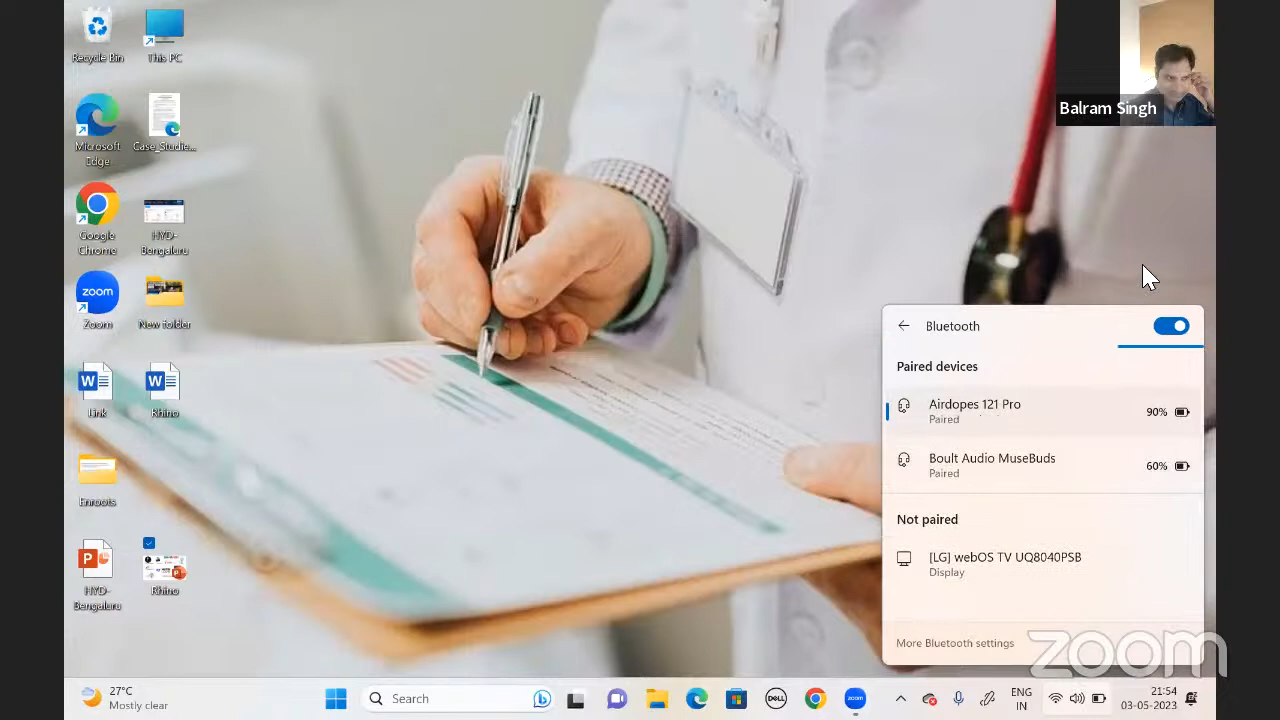 Recycle Bin
This PC
Balram Singh
Microsoft
Edge
Case_Studie...
Google
Chrome
HYD-
Bengaluru
zoom
Zoom
New folder
Bluetooth
Paired devices
Airdopes 121 Pro
Paired
90%
Boult Audio MuseBuds
Paired
60%
Not paired
[LG] webOS TV UQ8040PSB
Display
More Bluetooth settings
Link
Rhino
Enroots
HYD-
Bengaluru
Rhino
zoom
27°C
Mostly clear
Search
DELL
zoom
ENG
IN
21:54
03-05-2023